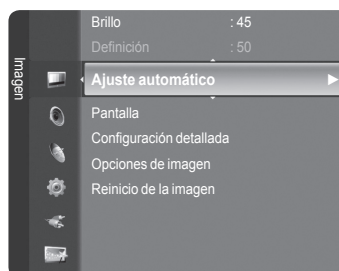 Imagen
Brillo : 45
Definición : 50
Ajuste automático
Pantalla
Configuración detallada
Opciones de imagen
Reinicio de la imagen